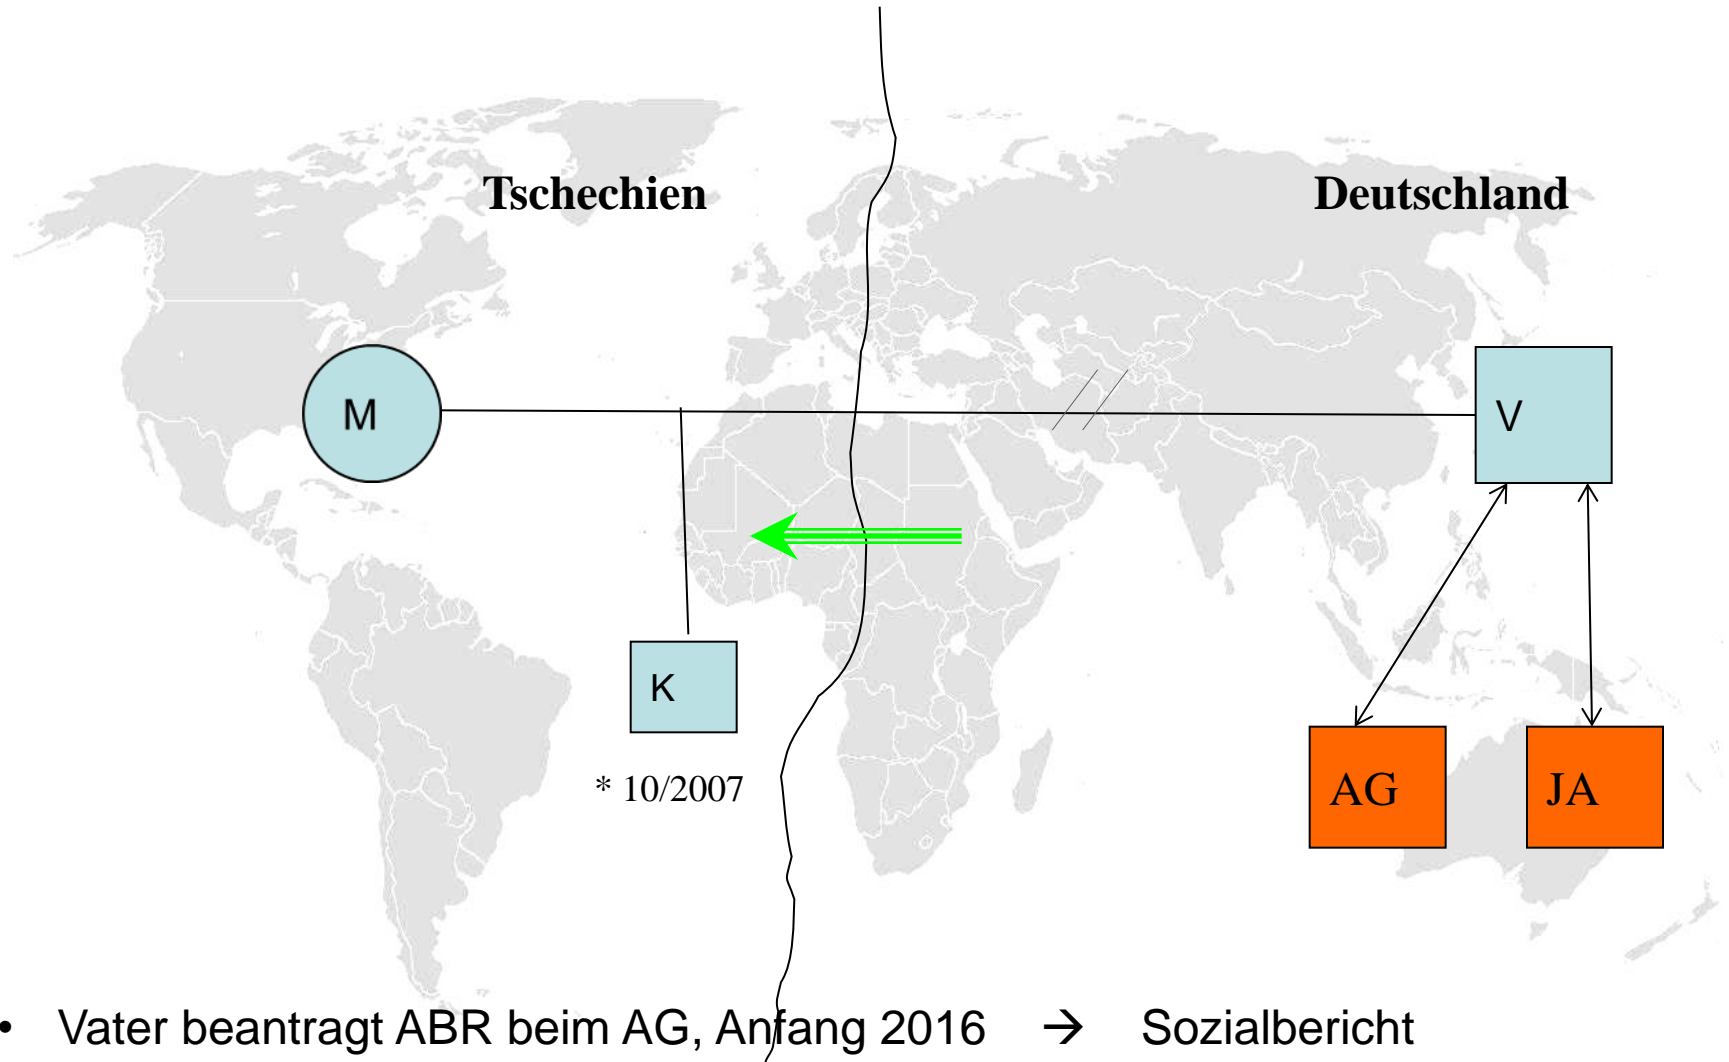 Tschechien Deutschland
M
V
K
* 10/2007
AG JA
• Vater beantragt ABR beim AG, Anfang 2016 → Sozialbericht